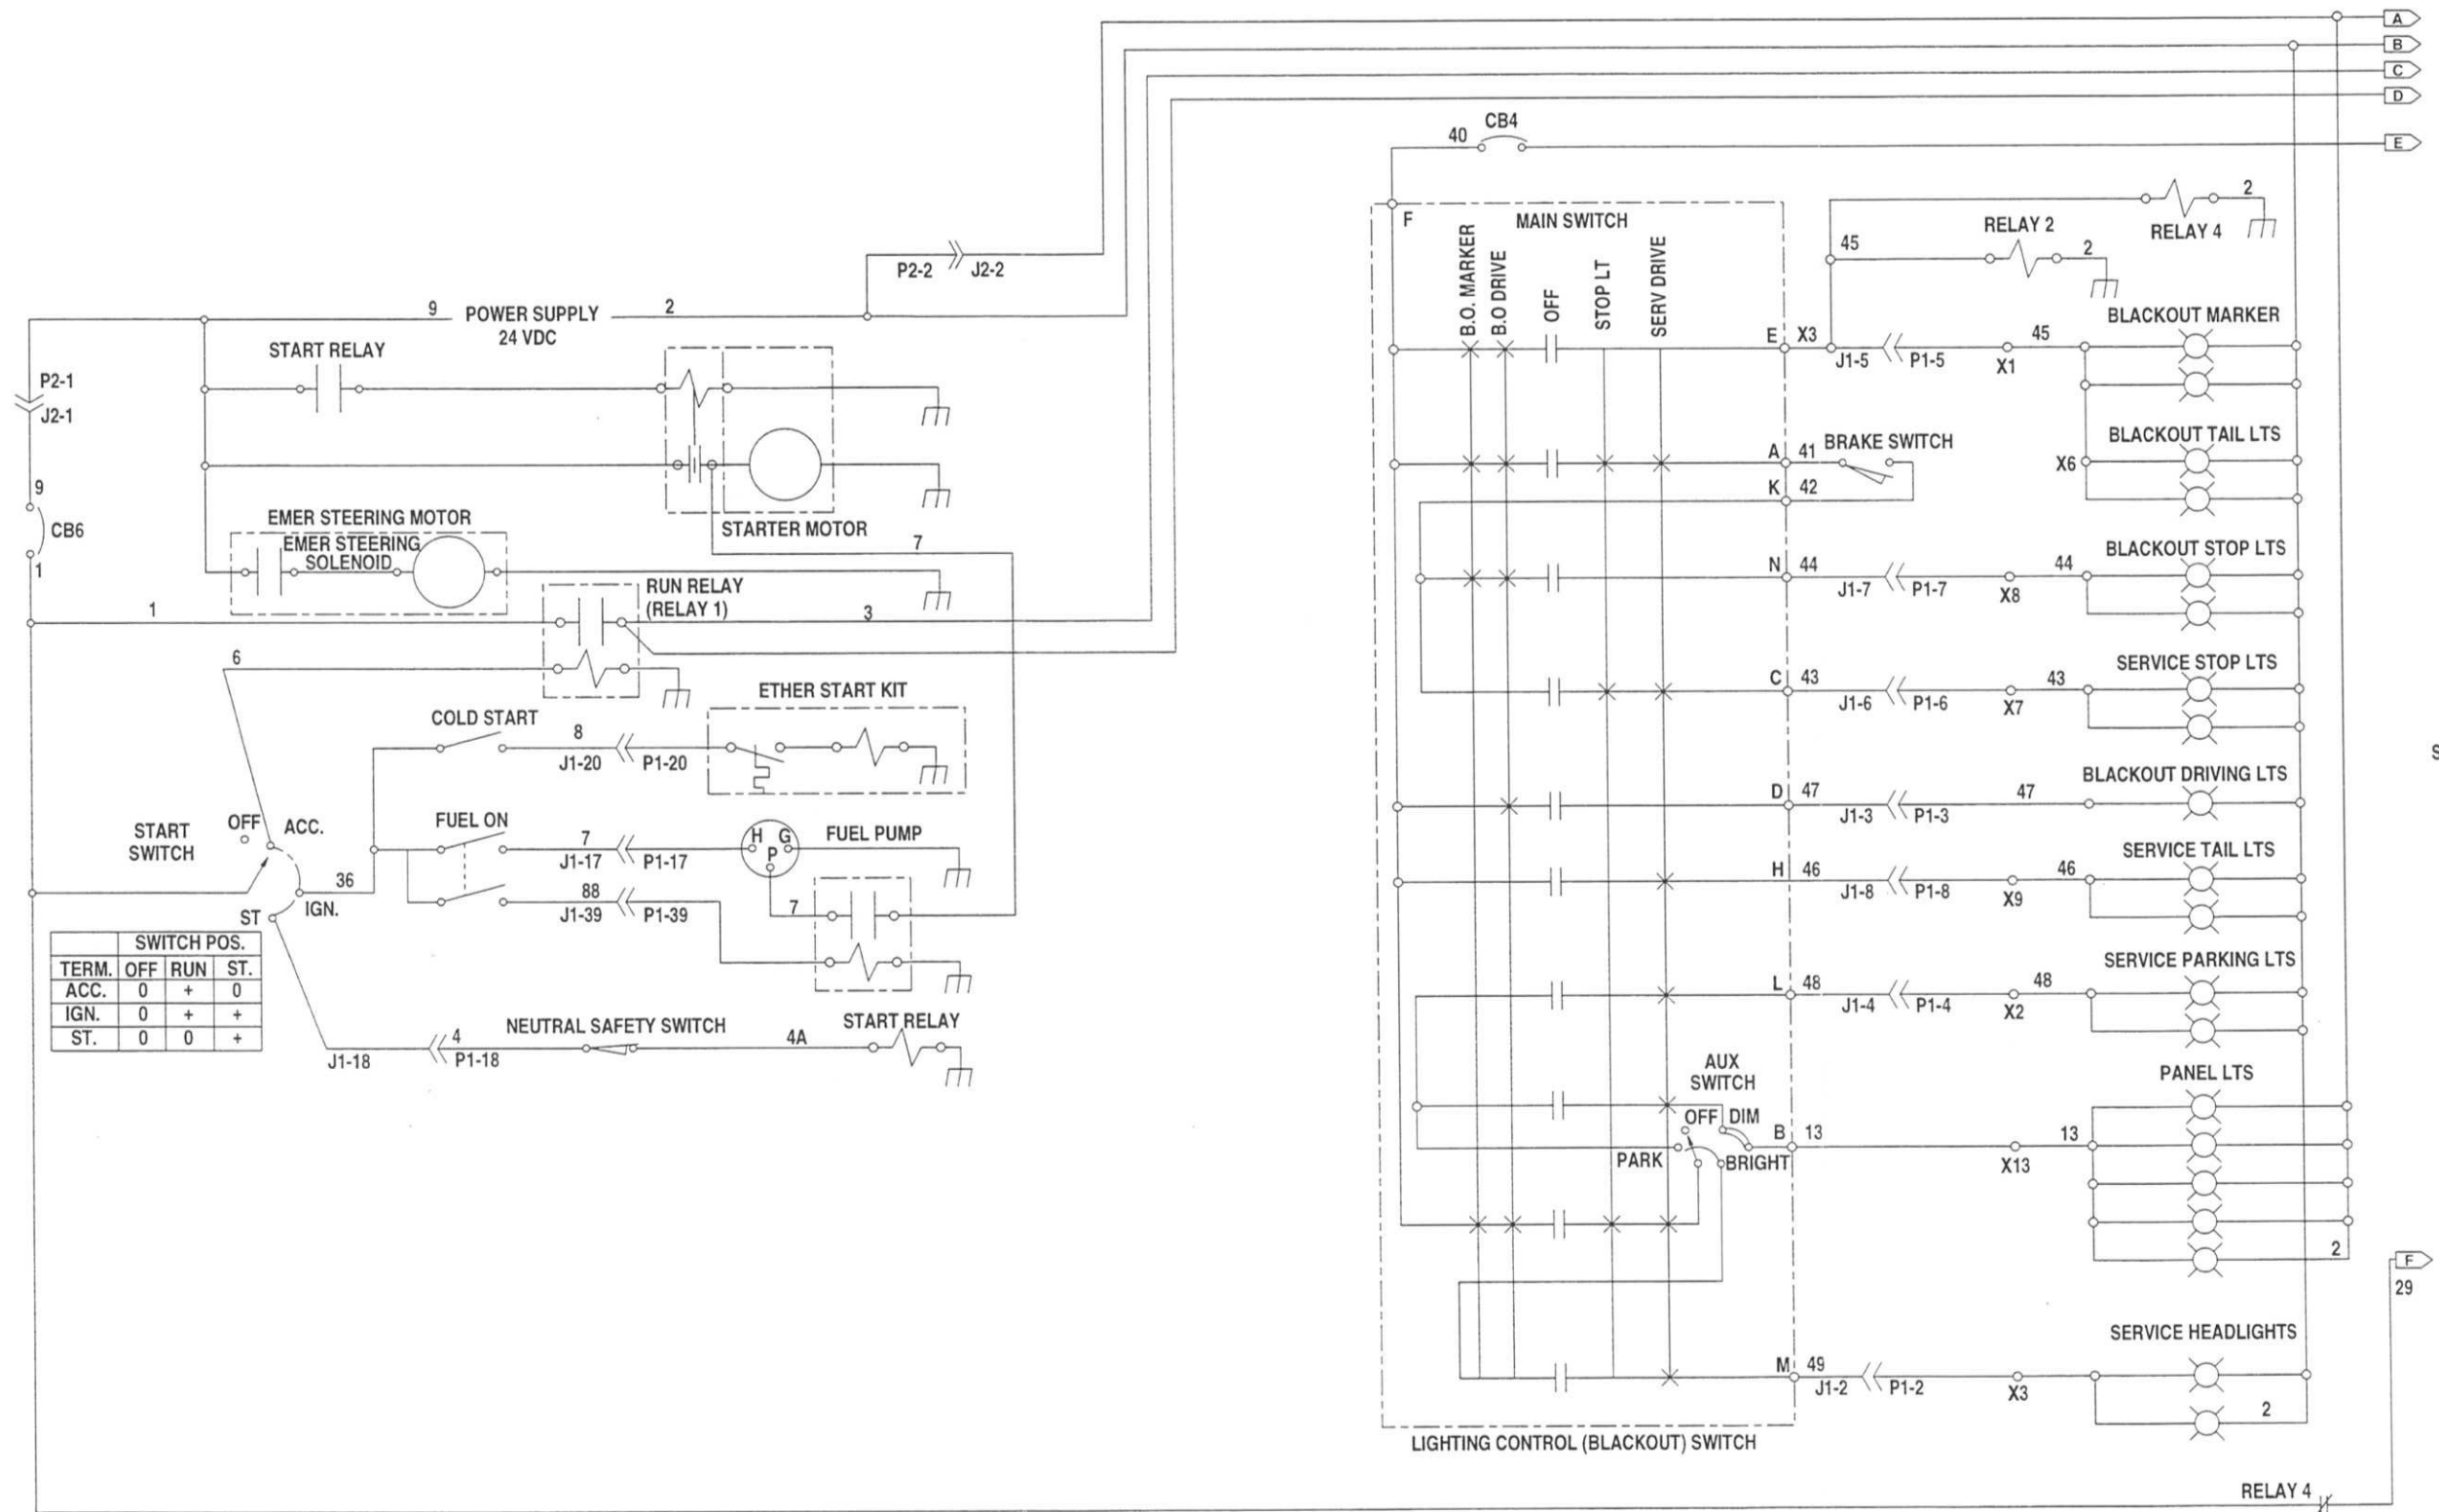 A
B
C
D
CB4
40
E
F
MAIN SWITCH
B.O. MARKER
B.O DRIVE
OFF
STOP LT
SERV DRIVE
RELAY 4
2
45
RELAY 2
2
P2-2
J2-2
9
POWER SUPPLY
24 VDC
2
START RELAY
P2-1
J2-1
9
CB6
1
STARTER MOTOR
7
EMER STEERING MOTOR
EMER STEERING
SOLENOID
RUN RELAY
(RELAY 1)
1
3
6
ETHER START KIT
COLD START
8
J1-20
P1-20
START
SWITCH
OFF
ACC.
36
IGN.
ST
FUEL ON
7
J1-17
P1-17
H
G
P
FUEL PUMP
88
J1-39
P1-39
7
SWITCH POS.
TERM. OFF RUN ST.
ACC. 0 + 0
IGN. 0 + +
ST. 0 0 +
J1-18
4
P1-18
NEUTRAL SAFETY SWITCH
4A
START RELAY
E
X3
J1-5
P1-5
X1
45
BLACKOUT MARKER
A
41
BRAKE SWITCH
K
42
X6
BLACKOUT TAIL LTS
N
44
J1-7
P1-7
X8
44
BLACKOUT STOP LTS
C
43
J1-6
P1-6
X7
43
SERVICE STOP LTS
S
D
47
J1-3
P1-3
47
BLACKOUT DRIVING LTS
H
46
J1-8
P1-8
X9
46
SERVICE TAIL LTS
L
48
J1-4
P1-4
X2
48
SERVICE PARKING LTS
AUX
SWITCH
OFF
DIM
PARK
BRIGHT
B
13
X13
13
PANEL LTS
2
F
29
M
49
J1-2
P1-2
X3
SERVICE HEADLIGHTS
2
LIGHTING CONTROL (BLACKOUT) SWITCH
RELAY 4